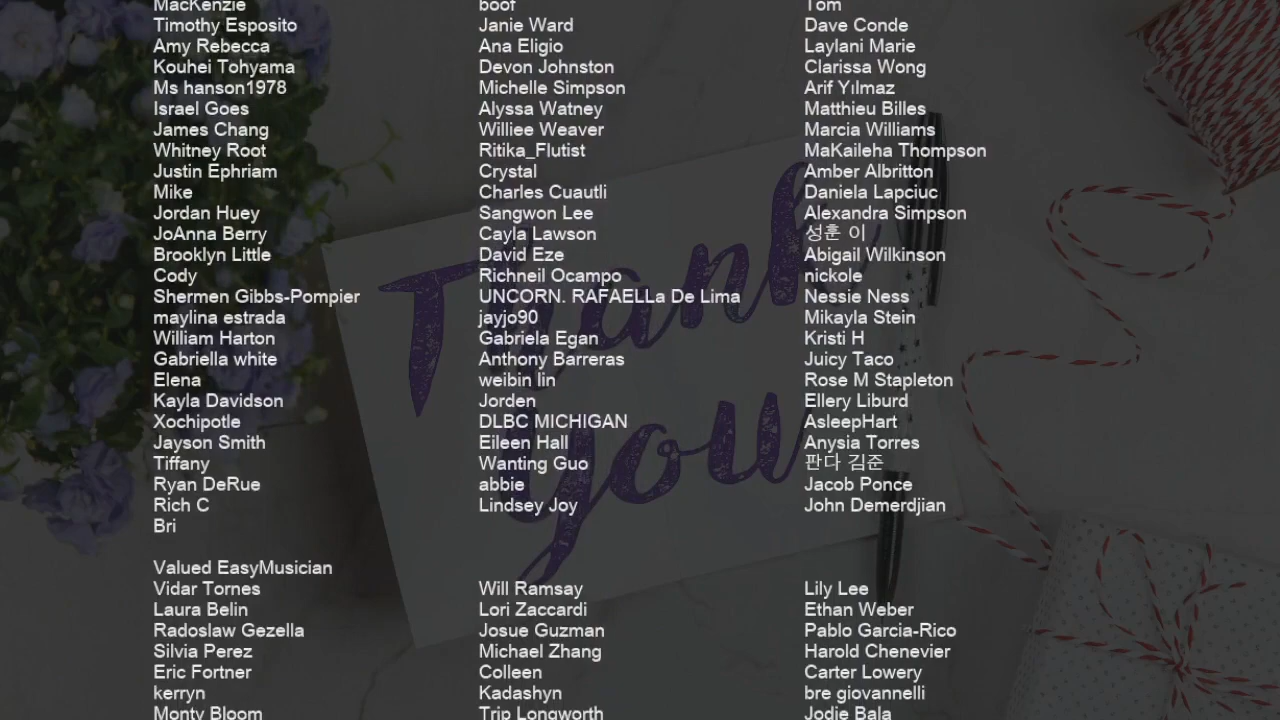 MacKenzie boof Tom
Timothy Esposito Janie Ward Dave Conde
Amy Rebecca Ana Eligio Laylani Marie
Kouhei Tohyama Devon Johnston Clarissa Wong
Ms hanson1978 Michelle Simpson Arif Yılmaz
Israel Goes Alyssa Watney Matthieu Billes
James Chang Williee Weaver Marcia Williams
Whitney Root Ritika_Flutist MaKaileha Thompson
Justin Ephriam Crystal Amber Albritton
Mike Charles Cuautli Daniela Lapciuc
Jordan Huey Sangwon Lee Alexandra Simpson
JoAnna Berry Cayla Lawson 성훈 이
Brooklyn Little David Eze Abigail Wilkinson
Cody Richneil Ocampo nickole
Shermen Gibbs-Pompier UNCORN. RAFAELLa De Lima Nessie Ness
maylina estrada jayjo90 Mikayla Stein
William Harton Gabriela Egan Kristi H
Gabriella white Anthony Barreras Juicy Taco
Elena weibin lin Rose M Stapleton
Kayla Davidson Jorden Ellery Liburd
Xochipotle DLBC MICHIGAN AsleepHart
Jayson Smith Eileen Hall Anysia Torres
Tiffany Wanting Guo 판다 김준
Ryan DeRue abbie Jacob Ponce
Rich C Lindsey Joy John Demerdjian
Bri
Valued EasyMusician
Vidar Tornes Will Ramsay Lily Lee
Laura Belin Lori Zaccardi Ethan Weber
Radoslaw Gezella Josue Guzman Pablo Garcia-Rico
Silvia Perez Michael Zhang Harold Chenevier
Eric Fortner Colleen Carter Lowery
kerryn Kadashyn bre giovannelli
Monty Bloom Trip Longworth Jodie Bala
Thank
you